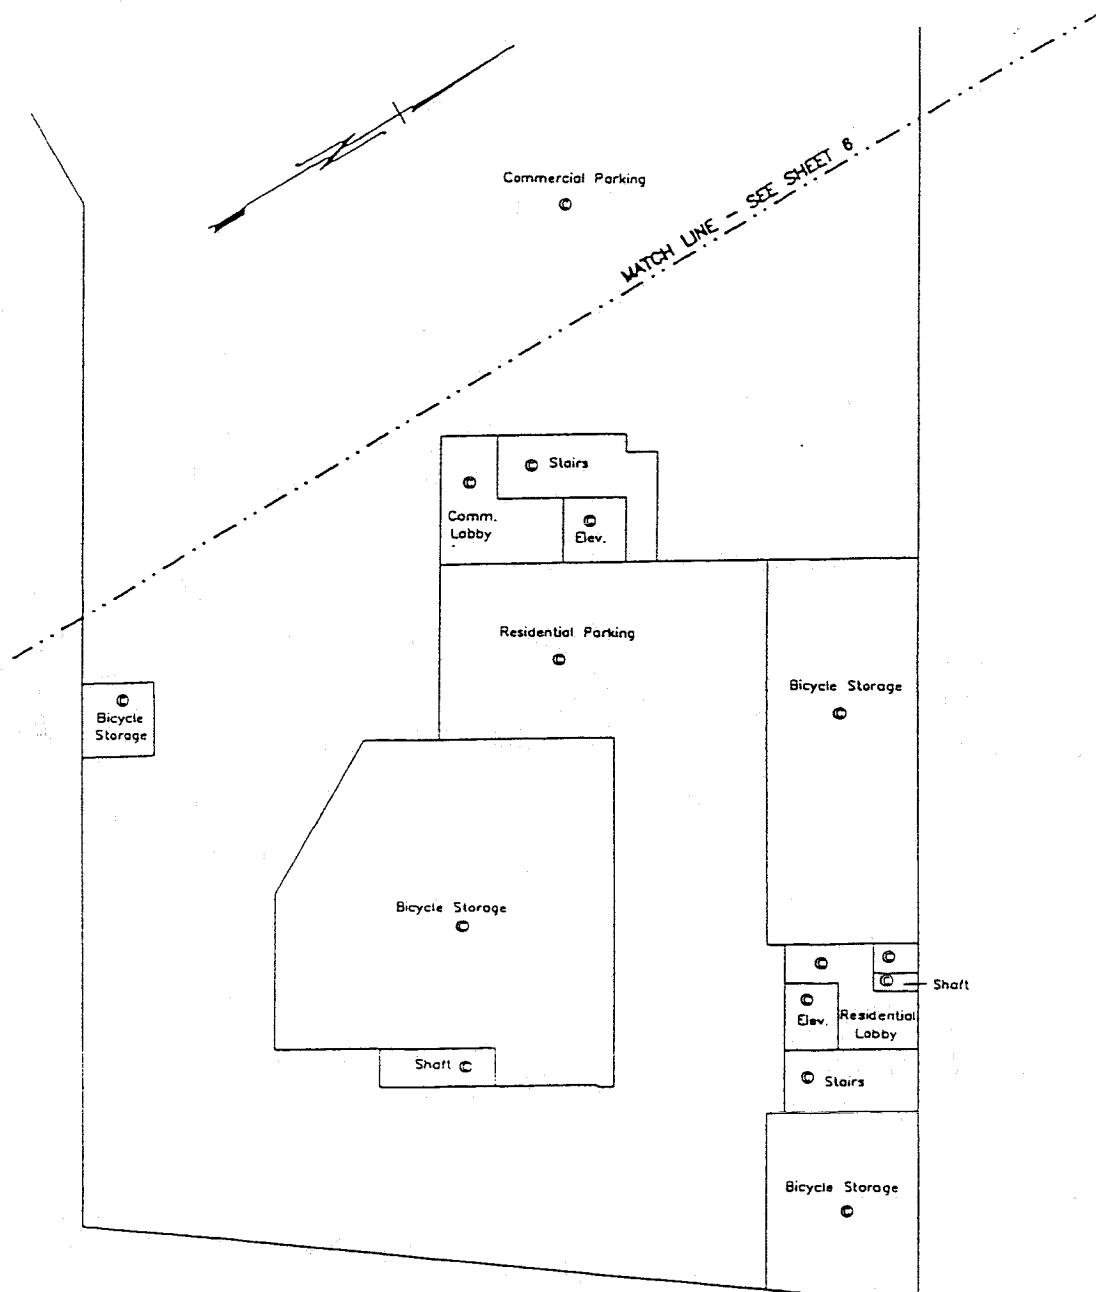 Commercial Parking
©
MATCH LINE - SEE SHEET 6
Stairs
©
©
Comm.
Lobby
©
Elev.
Residential Parking
©
Bicycle Storage
©
©
Bicycle
Storage
Bicycle Storage
©
©
©
©
Shaft
©
Elev.
Residential
Lobby
Shaft ©
© Stairs
Bicycle Storage
©